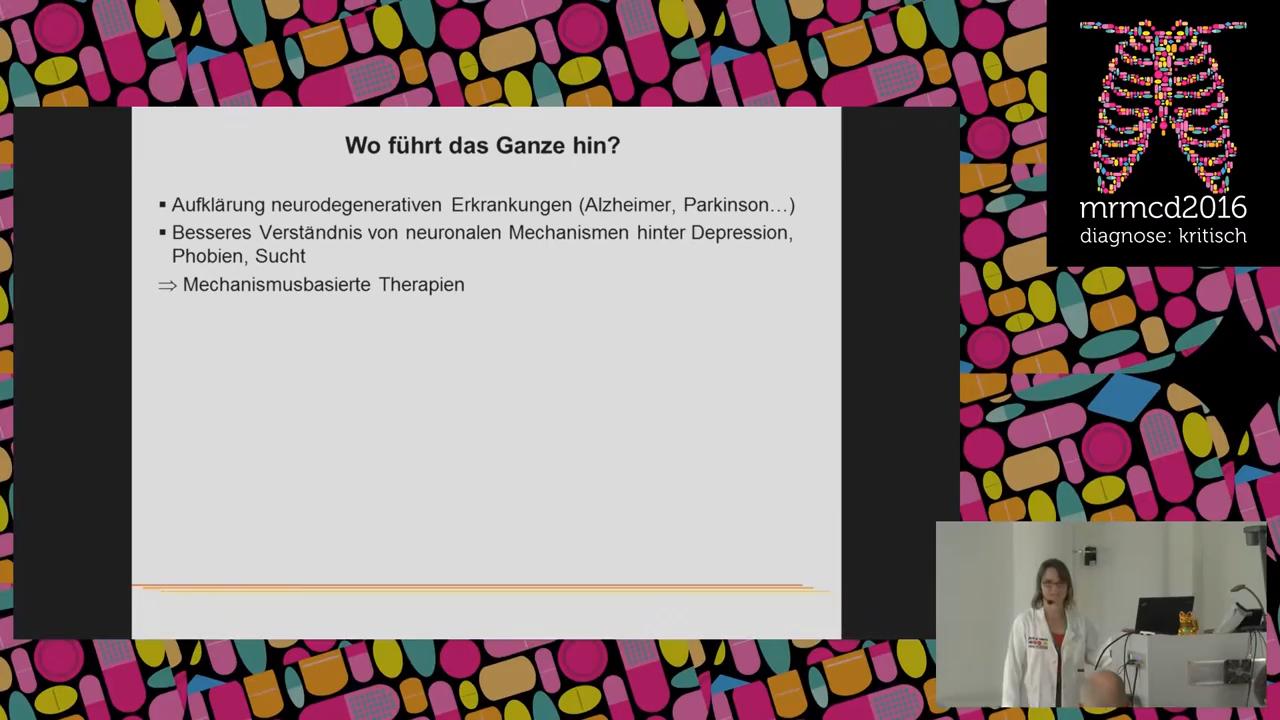 Wo führt das Ganze hin?
▪ Aufklärung neurodegenerativen Erkrankungen (Alzheimer, Parkinson…)
▪ Besseres Verständnis von neuronalen Mechanismen hinter Depression,
Phobien, Sucht
⇒ Mechanismusbasierte Therapien
mrmcd2016
diagnose: kritisch